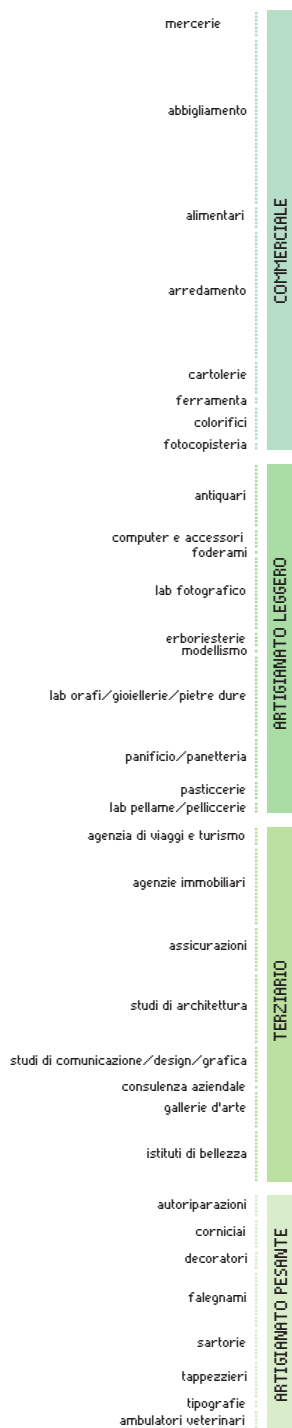 mercerie
abbigliamento
alimentari
arredamento
cartolerie
ferramenta
colorifici
fotocopisteria
COMMERCIALE
antiquari
computer e accessori
foderami
lab fotografico
erboriesterie
modellismo
lab orafi/gioiellerie/pietre dure
panificio/panetteria
pasticcerie
lab pellame/pelliccerie
ARTIGIANATO LEGGERO
agenzia di viaggi e turismo
agenzie immobiliari
assicurazioni
studi di architettura
studi di comunicazione/design/grafica
consulenza aziendale
gallerie d'arte
istituti di bellezza
TERZIARIO
autoriparazioni
corniciai
decoratori
falegnami
sartorie
tappezzieri
tipografie
ambulatori veterinari
ARTIGIANATO PESANTE